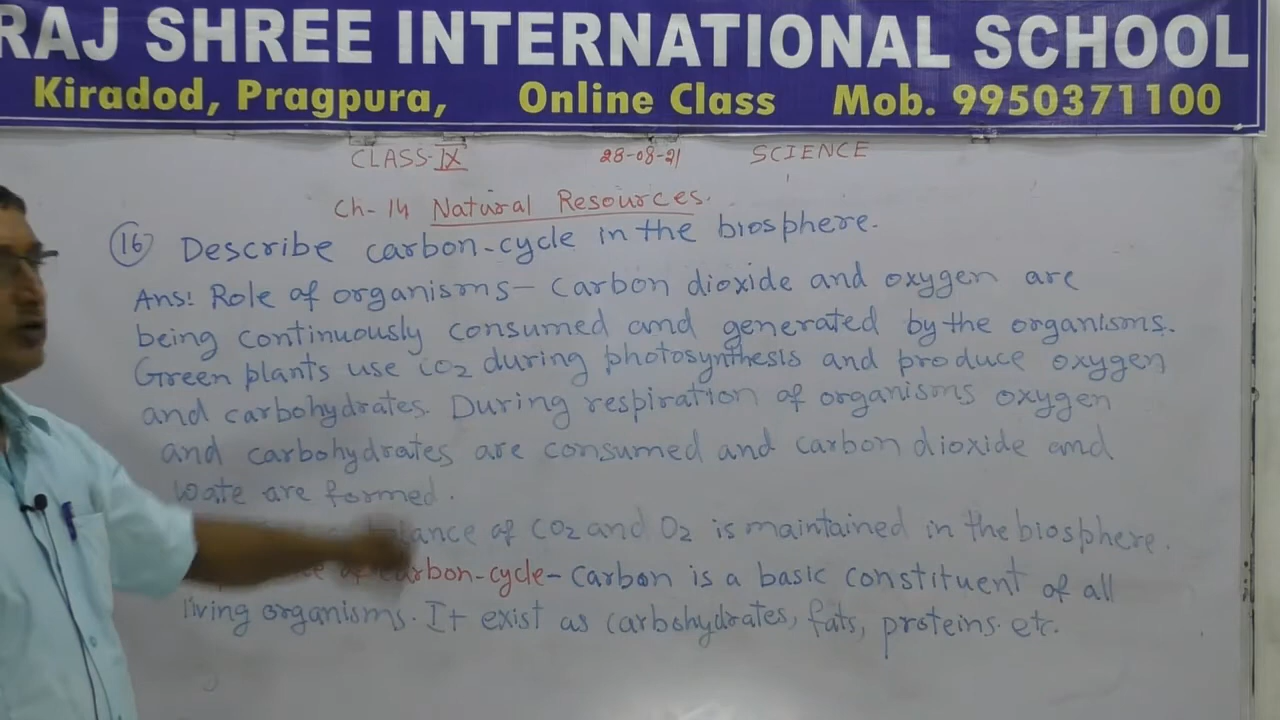 RAJ SHREE INTERNATIONAL SCHOOL
Kiradod, Pragpura, Online Class Mob. 9950371100
CLASS-IX 28-08-21 SCIENCE
Ch- 14 Natural Resources.
16 Describe carbon-cycle in the biosphere.
Ans! Role of organisms- Carbon dioxide and oxygen are
being continuously consumed and generated by the organisms.
Green plants use CO2 during photosynthesis and produce oxygen
and carbohydrates. During respiration of organisms oxygen
and carbohydrates are consumed and carbon dioxide and
wate are formed.
of CO2 and O2 is maintained in the biosphere.
of carbon-cycle- Carbon is a basic constituent of all
living organisms. It exist as carbohydrates, fats, proteins. etc.